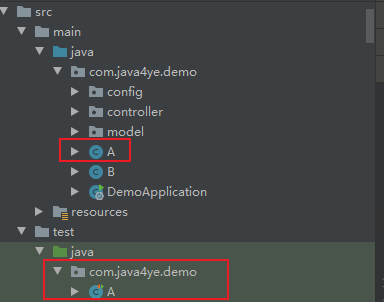 src
main
java
com.java4ye.demo
config
controller
model
A
B
DemoApplication
resources
test
java
com.java4ye.demo
A